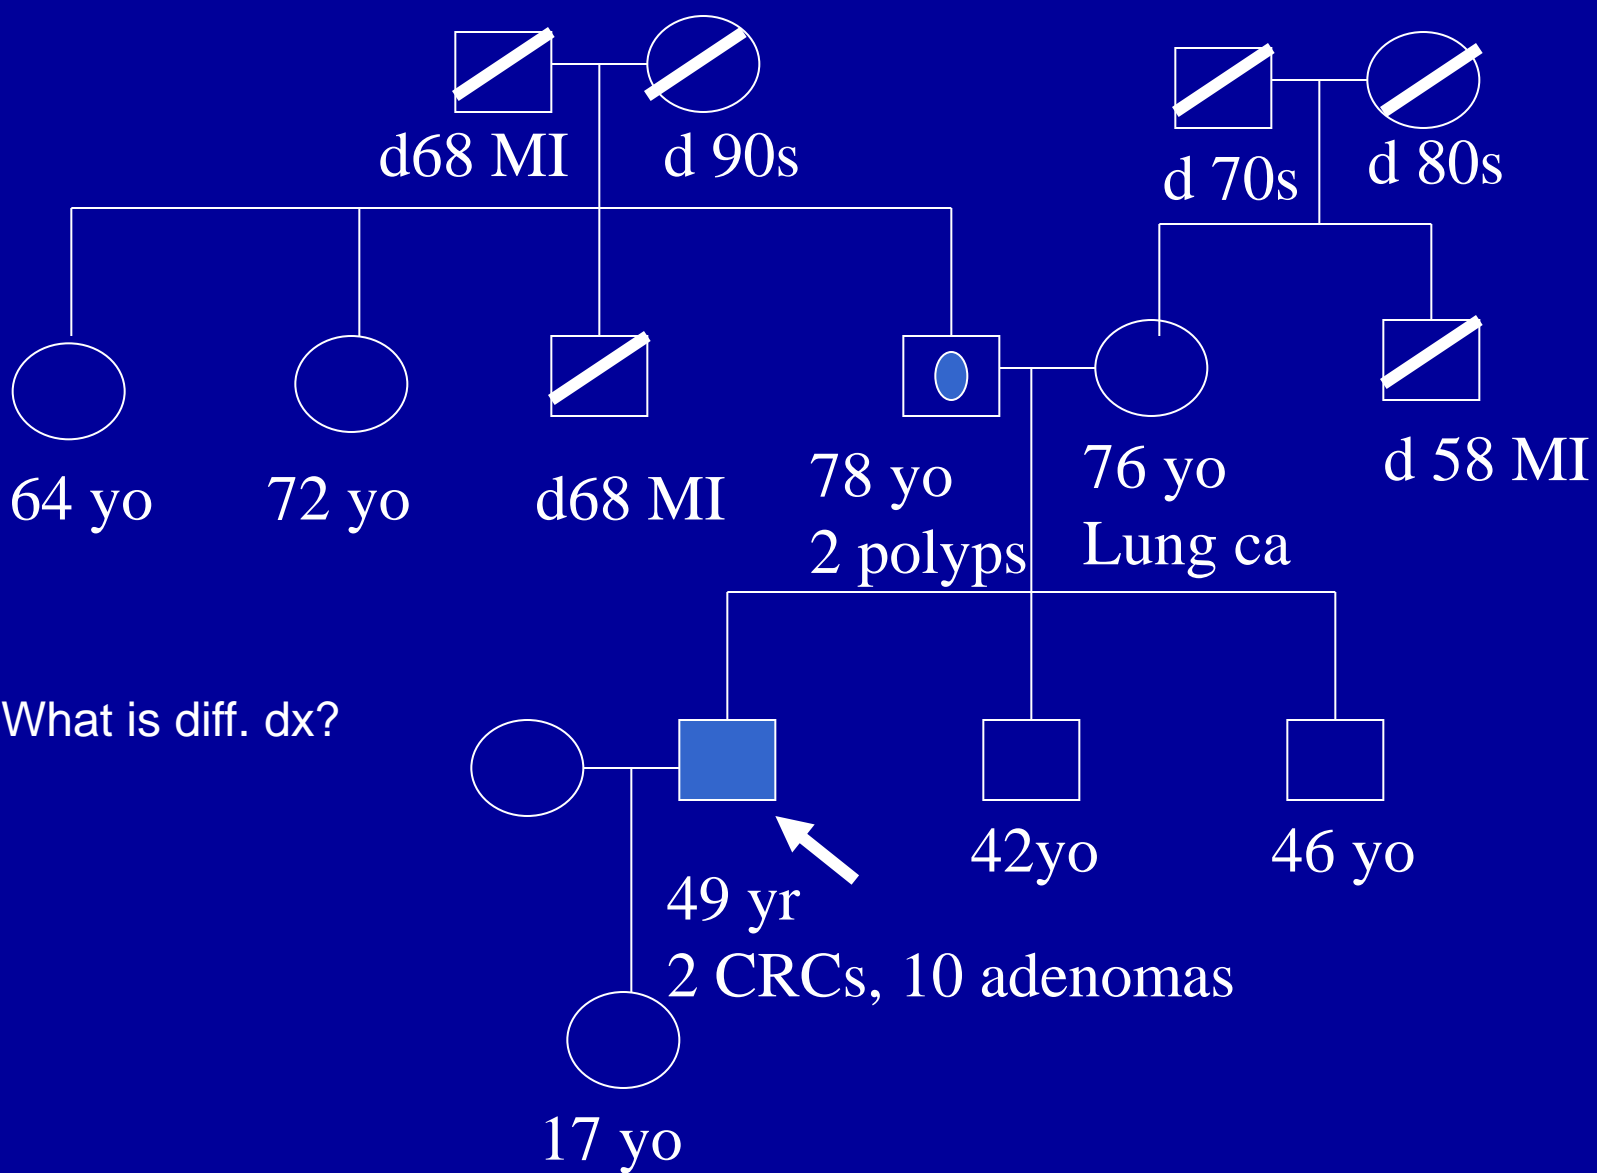 d68 MI
d 90s
d 70s
d 80s
64 yo
72 yo
d68 MI
78 yo
2 polyps
76 yo
Lung ca
d 58 MI
What is diff. dx?
49 yr
2 CRCs, 10 adenomas
42yo
46 yo
17 yo